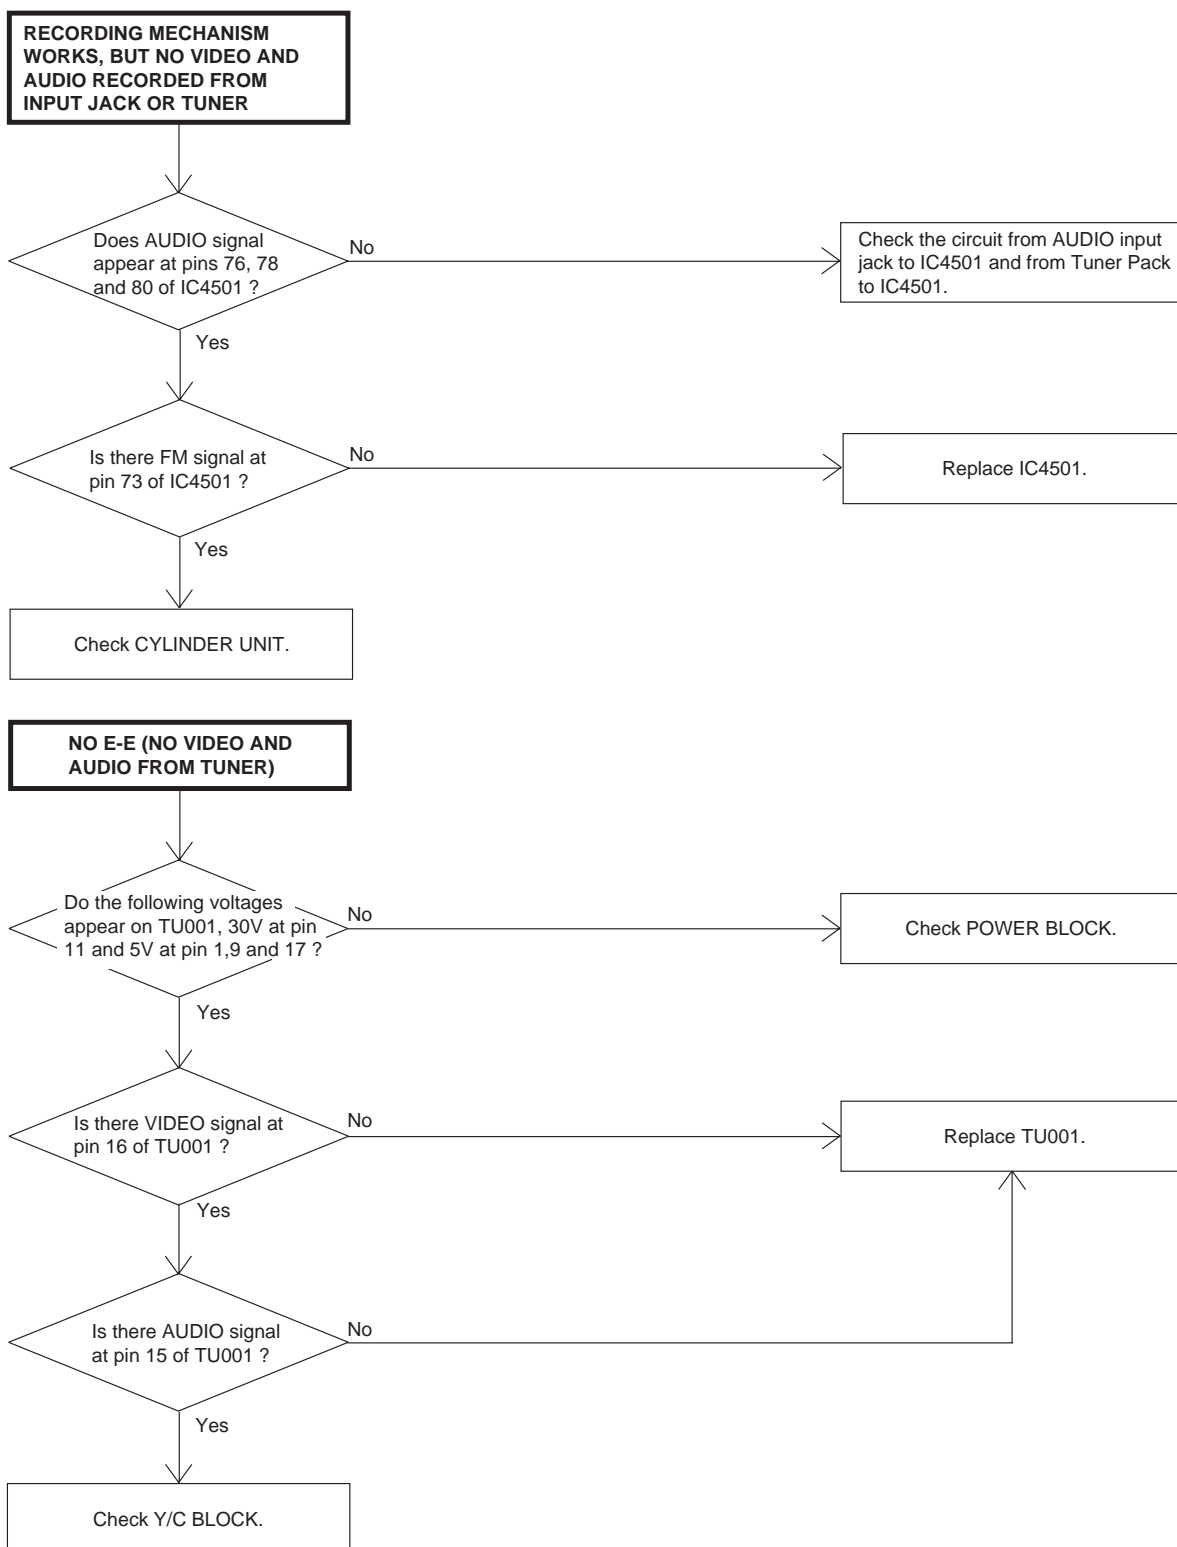 RECORDING MECHANISM
WORKS, BUT NO VIDEO AND
AUDIO RECORDED FROM
INPUT JACK OR TUNER
Does AUDIO signal
appear at pins 76, 78
and 80 of IC4501 ?
No
Check the circuit from AUDIO input
jack to IC4501 and from Tuner Pack
to IC4501.
Yes
Is there FM signal at
pin 73 of IC4501 ?
No
Replace IC4501.
Yes
Check CYLINDER UNIT.
NO E-E (NO VIDEO AND
AUDIO FROM TUNER)
Do the following voltages
appear on TU001, 30V at pin
11 and 5V at pin 1,9 and 17 ?
No
Check POWER BLOCK.
Yes
Is there VIDEO signal at
pin 16 of TU001 ?
No
Replace TU001.
Yes
Is there AUDIO signal
at pin 15 of TU001 ?
No
Yes
Check Y/C BLOCK.